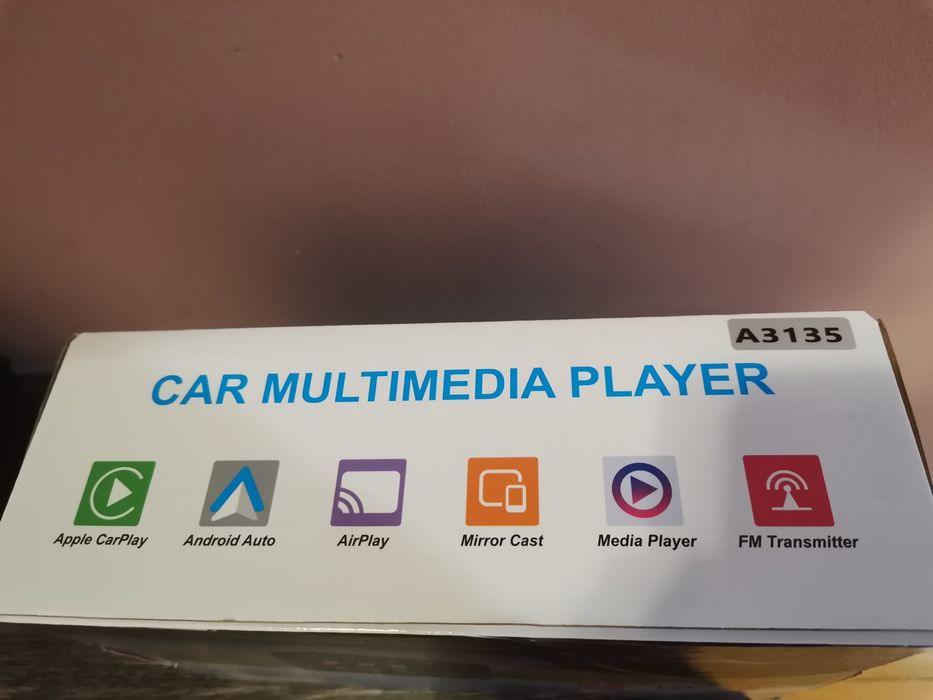 A3135
CAR MULTIMEDIA PLAYER
Apple CarPlay
Android Auto
AirPlay
Mirror Cast
Media Player
FM Transmitter